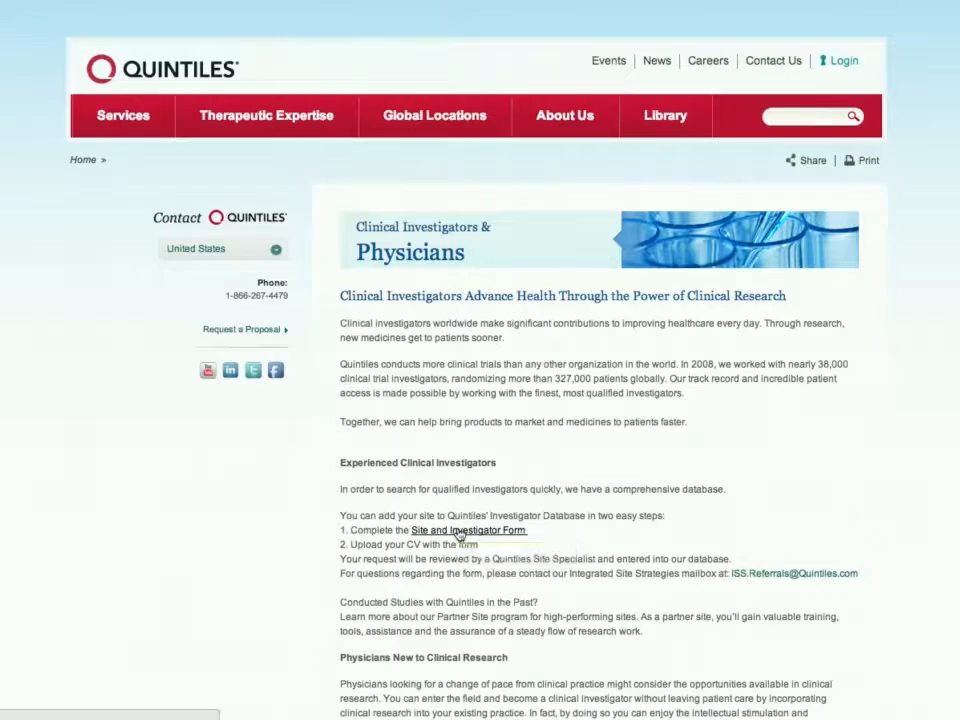 QUINTILES
Events | News | Careers | Contact Us | Login
Services Therapeutic Expertise Global Locations About Us Library
Home »
Share | Print
Contact QUINTILES
United States
Phone:
1-866-267-4479
Request a Proposal
Clinical Investigators &
Physicians
Clinical Investigators Advance Health Through the Power of Clinical Research
Clinical investigators worldwide make significant contributions to improving healthcare every day. Through research,
new medicines get to patients sooner.
Quintiles conducts more clinical trials than any other organization in the world. In 2008, we worked with nearly 38,000
clinical trial investigators, randomizing more than 327,000 patients globally. Our track record and incredible patient
access is made possible by working with the finest, most qualified investigators.
Together, we can help bring products to market and medicines to patients faster.
Experienced Clinical Investigators
In order to search for qualified investigators quickly, we have a comprehensive database.
You can add your site to Quintiles' Investigator Database in two easy steps:
1. Complete the Site and Investigator Form
2. Upload your CV with the form
Your request will be reviewed by a Quintiles Site Specialist and entered into our database.
For questions regarding the form, please contact our Integrated Site Strategies mailbox at: ISS.Referrals@Quintiles.com
Conducted Studies with Quintiles in the Past?
Learn more about our Partner Site program for high-performing sites. As a partner site, you'll gain valuable training,
tools, assistance and the assurance of a steady flow of research work.
Physicians New to Clinical Research
Physicians looking for a change of pace from clinical practice might consider the opportunities available in clinical
research. You can enter the field and become a clinical investigator without leaving patient care by incorporating
clinical research into your existing practice. In fact, by doing so you can enjoy the intellectual stimulation and